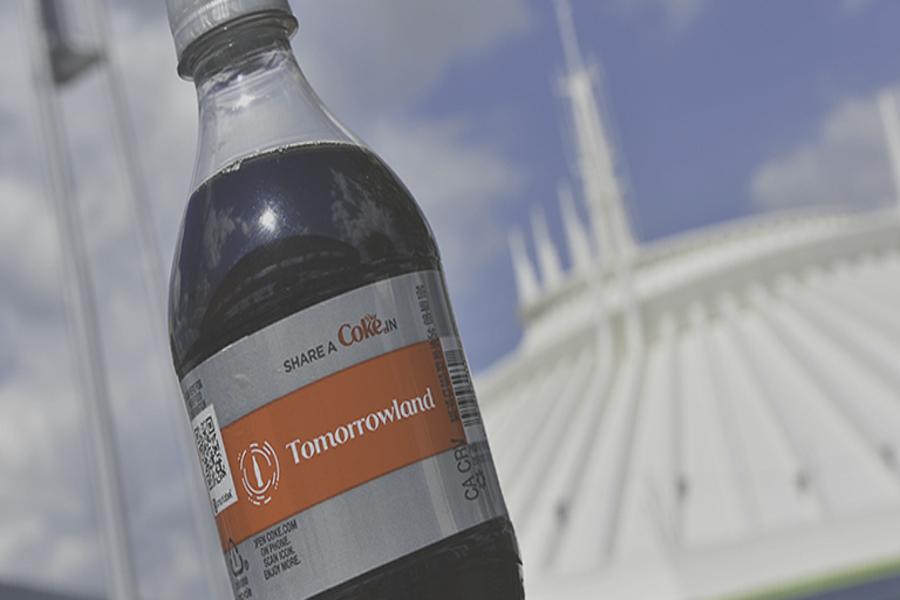 SHARE A Coke IN
Tomorrowland
CA CRV
OPEN COKE.COM
ON PHONE.
SCAN ICON.
ENJOY MORE.